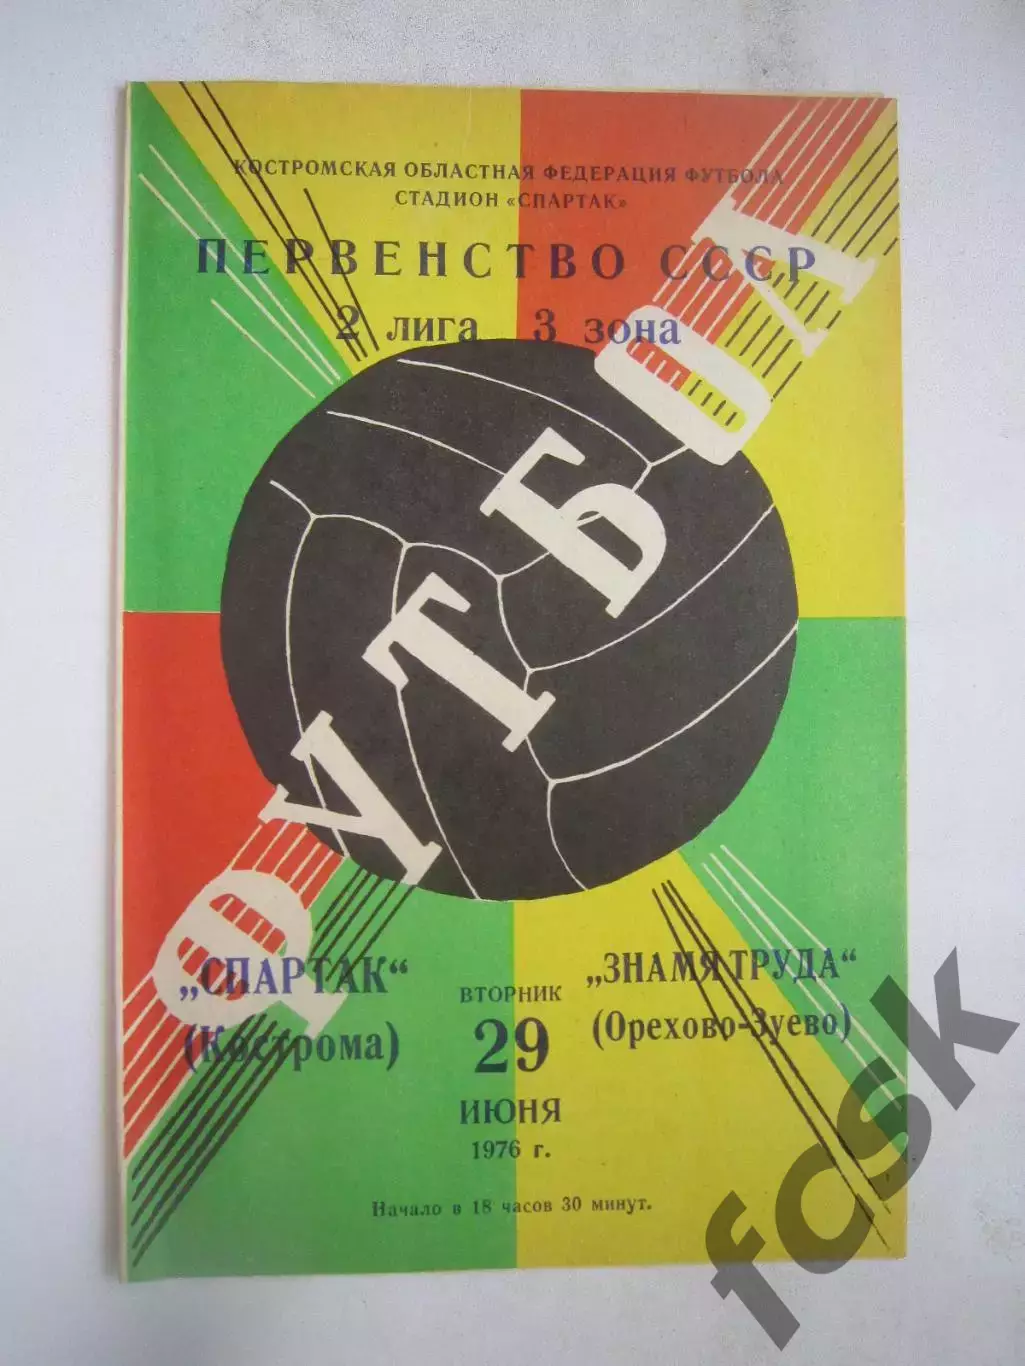 КОСТРОМСКАЯ ОБЛАСТНАЯ ФЕДЕРАЦИЯ ФУТБОЛА
СТАДИОН «СПАРТАК»
ПЕРВЕНСТВО СССР
2 лига 3 зона
ФУТБОЛ
„СПАРТАК“
(Кострома)
ВТОРНИК
29
ИЮНЯ
1976 г.
„ЗНАМЯ ТРУДА“
(Орехово-Зуево)
Начало в 18 часов 30 минут.
fcsk